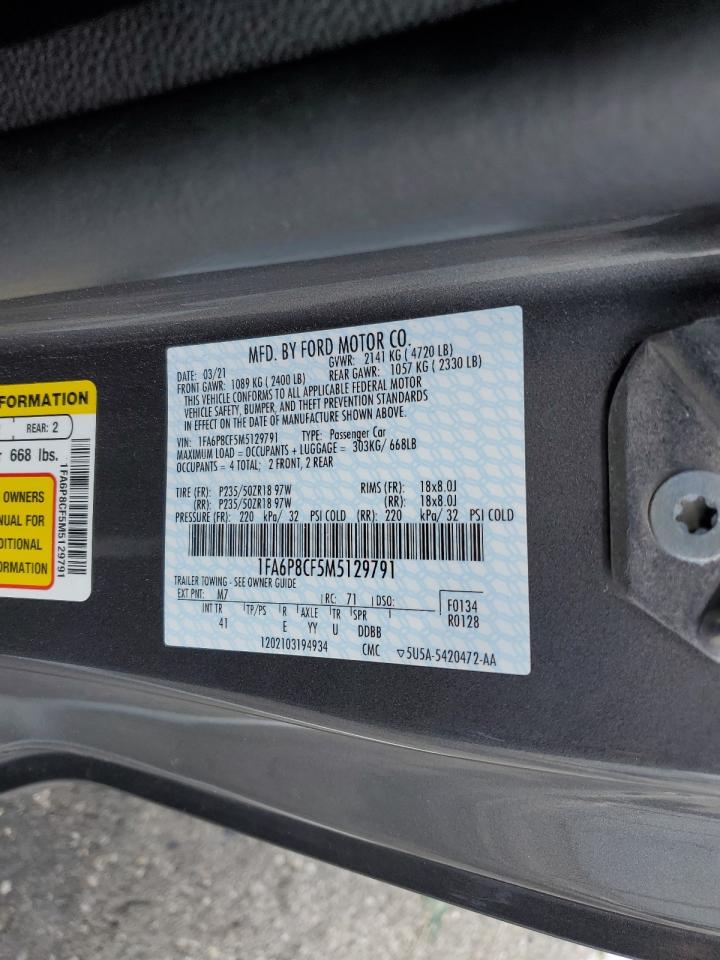 MFD. BY FORD MOTOR CO.
DATE: 03/21 GVWR: 2141 KG ( 4720 LB)
FRONT GAWR: 1089 KG ( 2400 LB) REAR GAWR: 1057 KG ( 2330 LB)
THIS VEHICLE CONFORMS TO ALL APPLICABLE FEDERAL MOTOR
VEHICLE SAFETY, BUMPER, AND THEFT PREVENTION STANDARDS
IN EFFECT ON THE DATE OF MANUFACTURE SHOWN ABOVE.
VIN: 1FA6P8CF5M5129791 TYPE: Passenger Car
MAXIMUM LOAD = OCCUPANTS + LUGGAGE = 303KG/ 668LB
OCCUPANTS = 4 TOTAL; 2 FRONT, 2 REAR
TIRE (FR): P235/50ZR18 97W RIMS (FR): 18x8.0J
(RR): P235/50ZR18 97W (RR): 18x8.0J
PRESSURE (FR): 220 kPa/ 32 PSI COLD (RR): 220 kPa/ 32 PSI COLD
1FA6P8CF5M5129791
TRAILER TOWING - SEE OWNER GUIDE
EXT PNT: M7 RC: 71 DSO:
INT TR TP/PS R AXLE TR SPR
41 E YY U DDBB
F0134
R0128
1202103194934 CMC ▽5U5A-5420472-AA
FORMATION
REAR: 2
668 lbs.
OWNERS
NUAL FOR
DITIONAL
FORMATION
1FA6P8CF5M5129791